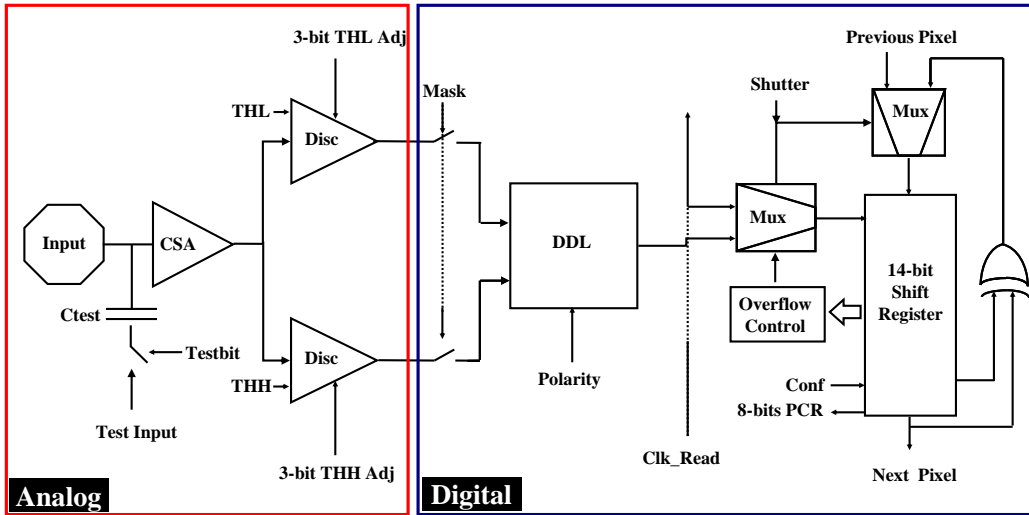 3-bit THL Adj
Previous Pixel
Shutter
Mask
THL
Disc
Mux
Input
CSA
DDL
Mux
14-bit
Shift
Register
Ctest
Overflow
Control
Testbit
Disc
THH
Polarity
Conf
8-bits PCR
Test Input
Clk_Read
3-bit THH Adj
Next Pixel
Analog
Digital